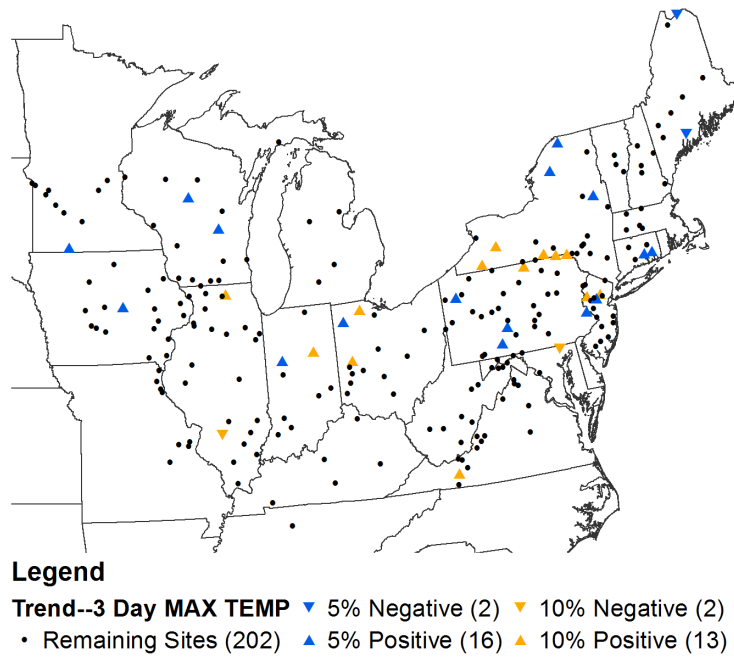 Legend
Trend--3 Day MAX TEMP ▼ 5% Negative (2) ▼ 10% Negative (2)
• Remaining Sites (202) ▲ 5% Positive (16) ▲ 10% Positive (13)